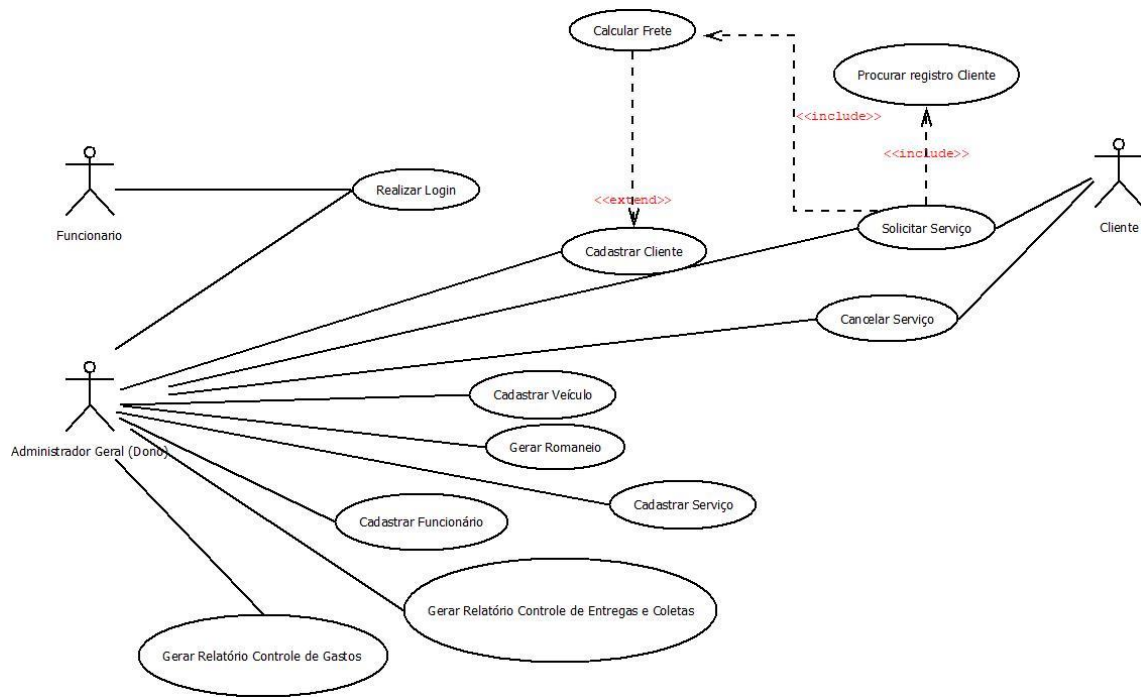 Calcular Frete
Procurar registro Cliente
<<include>>
<<include>>
Realizar Login
<<extend>>
Funcionario
Solicitar Serviço
Cliente
Cadastrar Cliente
Cancelar Serviço
Cadastrar Veículo
Administrador Geral (Dono)
Gerar Romaneio
Cadastrar Serviço
Cadastrar Funcionário
Gerar Relatório Controle de Entregas e Coletas
Gerar Relatório Controle de Gastos